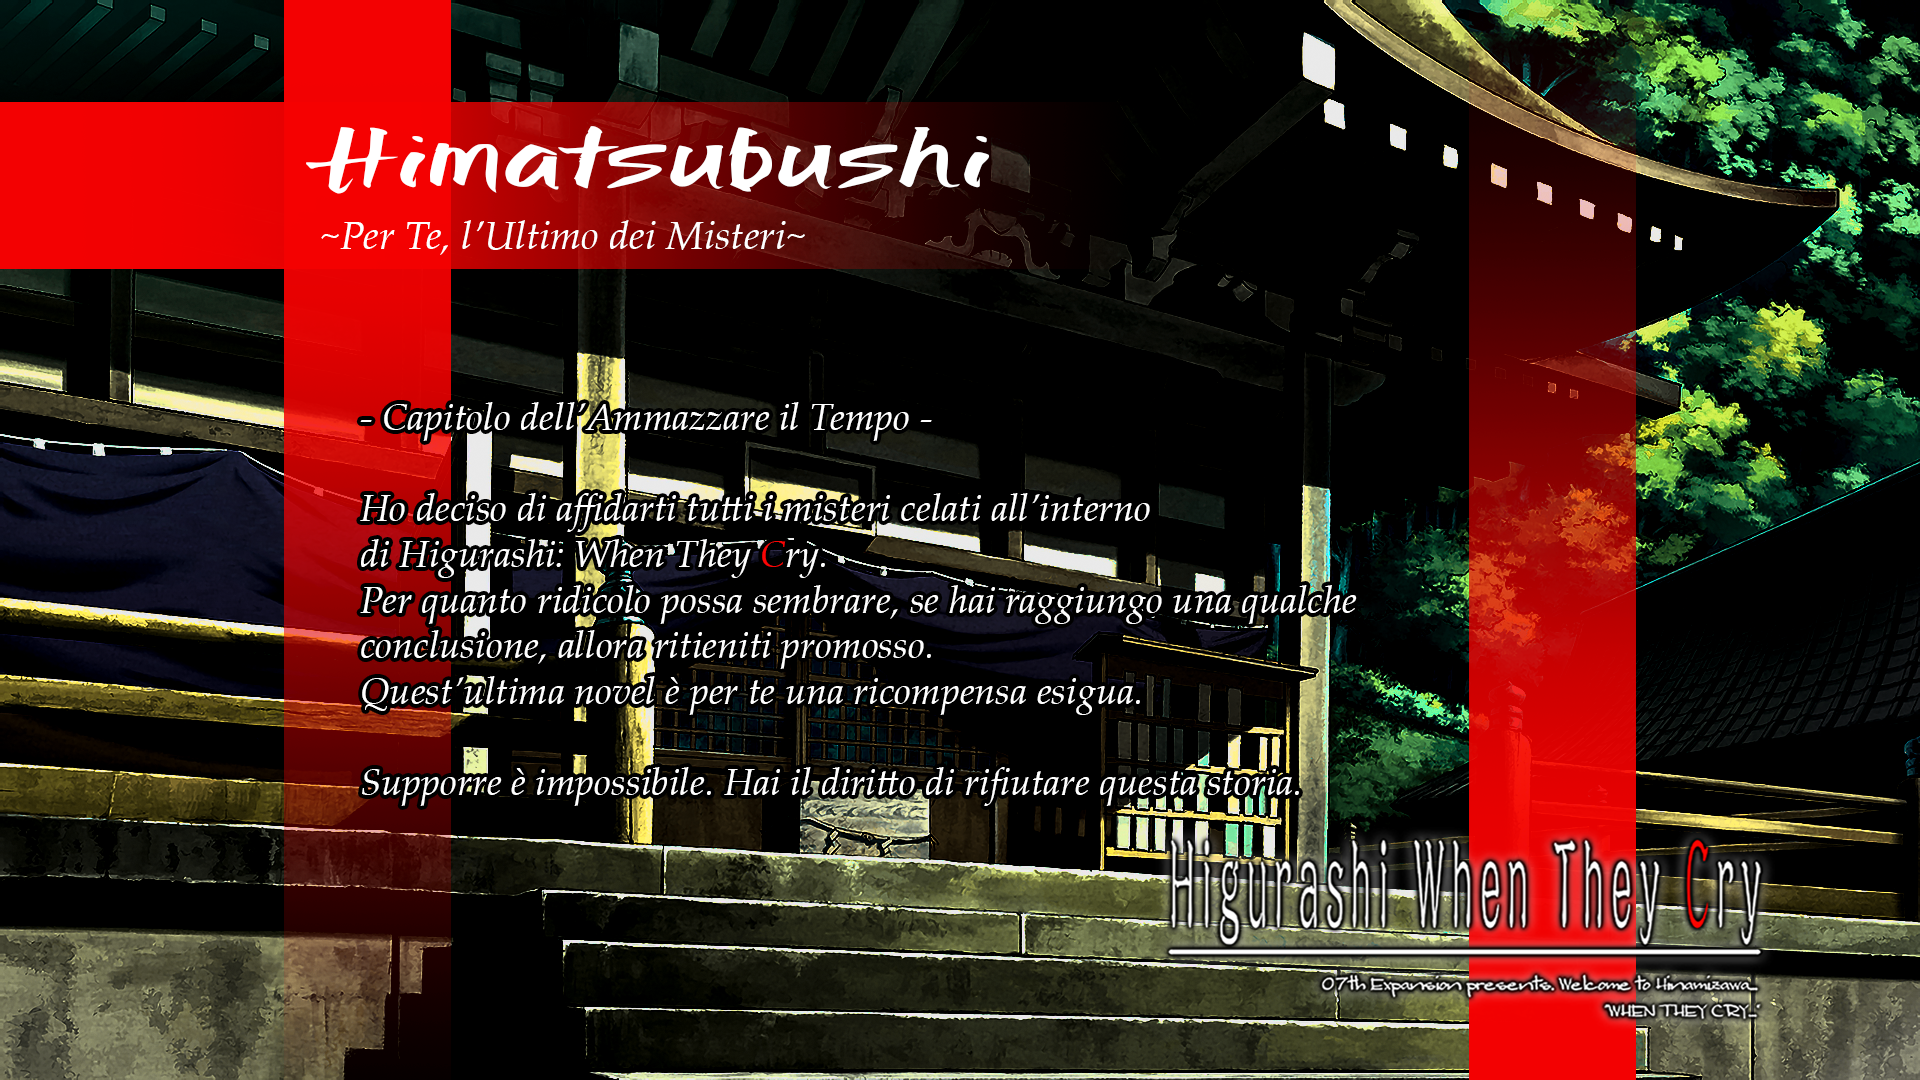 Himatsubushi
~Per Te, l'Ultimo dei Misteri~
- Capitolo dell'Ammazzare il Tempo -
Ho deciso di affidarti tutti i misteri celati all'interno
di Higurashi: When They Cry.
Per quanto ridicolo possa sembrare, se hai raggiungo una qualche
conclusione, allora ritieniti promosso.
Quest'ultima novel è per te una ricompensa esigua.
Supporre è impossibile. Hai il diritto di rifiutare questa storia.
Higurashi When They Cry
07th Expansion presents. Welcome to Hinamizawa...
"WHEN THEY CRY..."